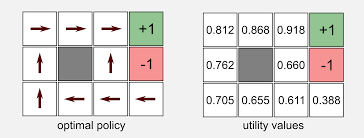 +1
-1
optimal policy
0.812 0.868 0.918 +1
0.762 0.660 -1
0.705 0.655 0.611 0.388
utility values